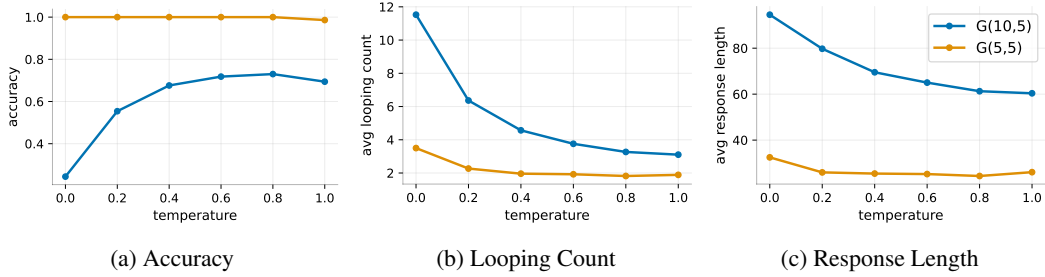 accuracy
1.0
0.8
0.6
0.4
0.0 0.2 0.4 0.6 0.8 1.0
temperature
(a) Accuracy
avg looping count
12
10
8
6
4
2
0.0 0.2 0.4 0.6 0.8 1.0
temperature
(b) Looping Count
avg response length
80
60
40
G(10,5)
G(5,5)
0.0 0.2 0.4 0.6 0.8 1.0
temperature
(c) Response Length